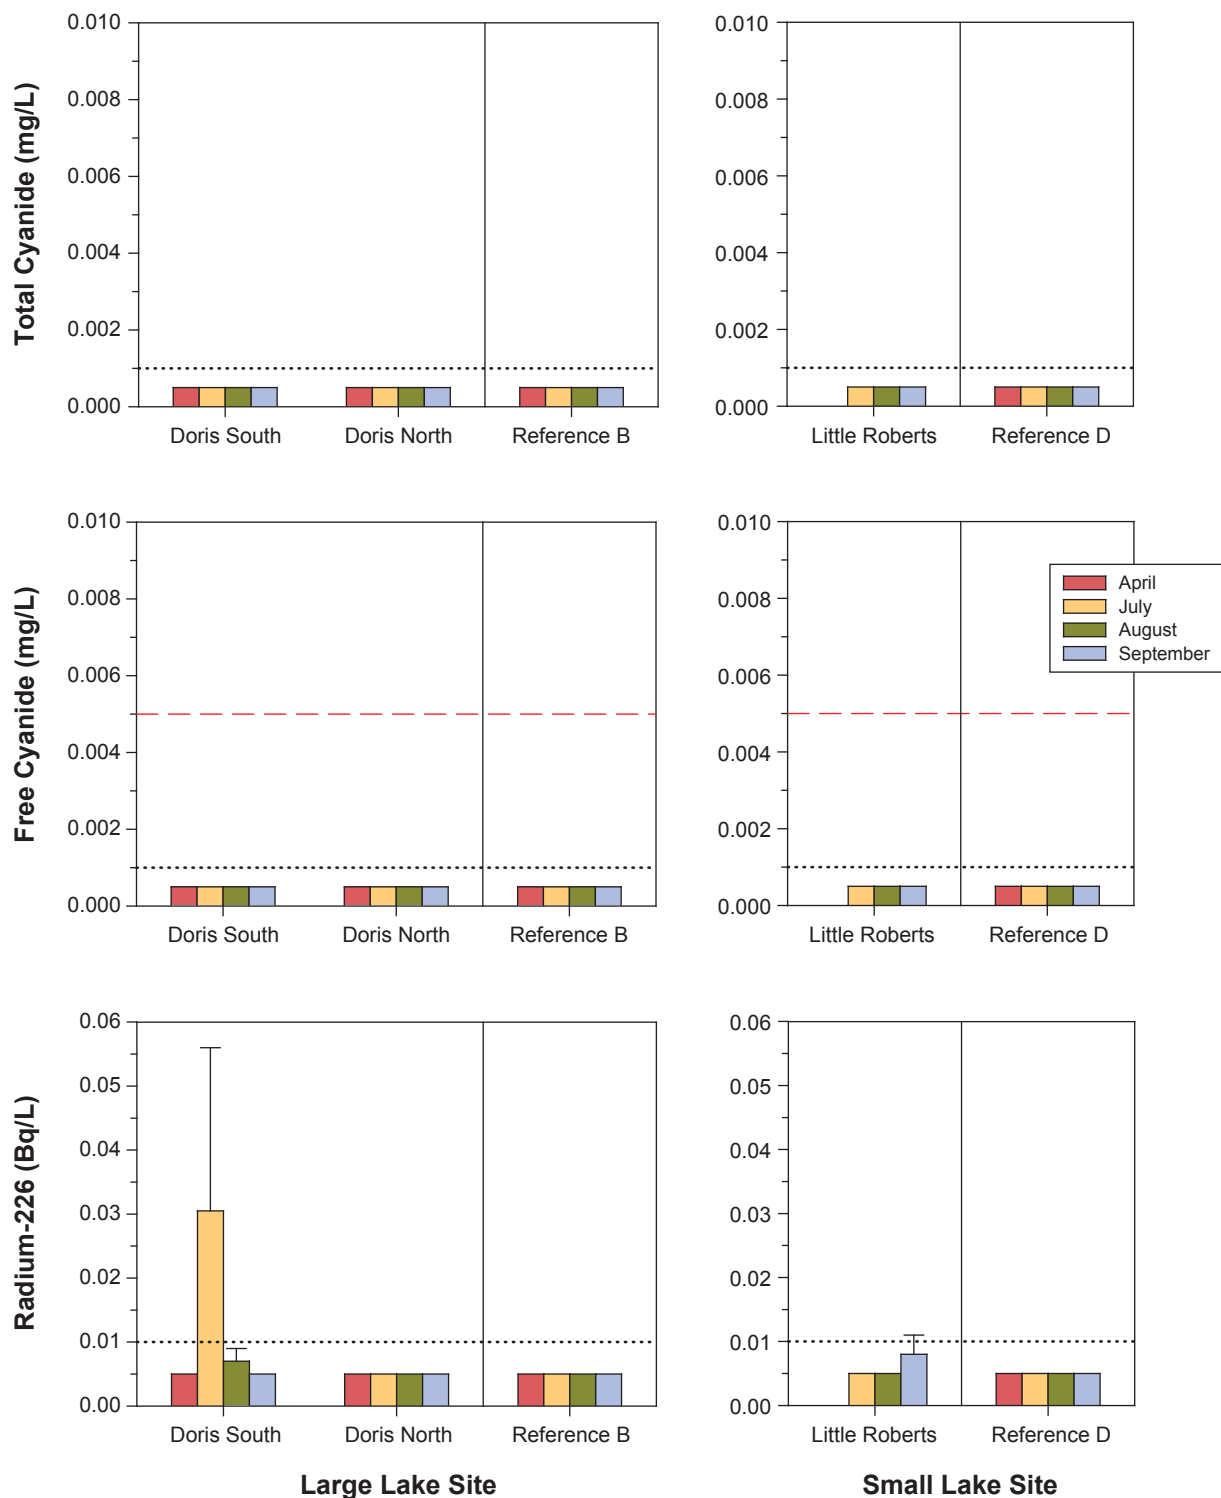 Total Cyanide (mg/L)
0.010
0.008
0.006
0.004
0.002
0.000
Doris South
Doris North
Reference B
0.010
0.008
0.006
0.004
0.002
0.000
Little Roberts
Reference D
Free Cyanide (mg/L)
0.010
0.008
0.006
0.004
0.002
0.000
Doris South
Doris North
Reference B
0.010
0.008
0.006
0.004
0.002
0.000
Little Roberts
Reference D
April
July
August
September
Radium-226 (Bq/L)
0.06
0.05
0.04
0.03
0.02
0.01
0.00
Doris South
Doris North
Reference B
0.06
0.05
0.04
0.03
0.02
0.01
0.00
Little Roberts
Reference D
Large Lake Site
Small Lake Site